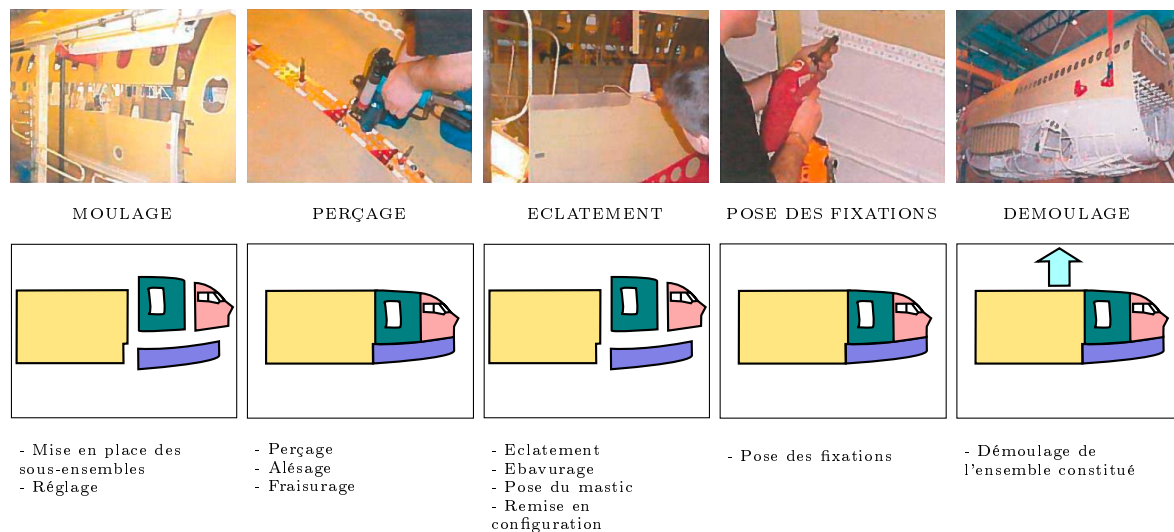 MOULAGE
PERÇAGE
ECLATEMENT
POSE DES FIXATIONS
DEMOULAGE
- Mise en place des
sous-ensembles
- Réglage
- Perçage
- Alésage
- Fraisurage
- Eclatement
- Ebavurage
- Pose du mastic
- Remise en
configuration
- Pose des fixations
- Démoulage de
l'ensemble constitué